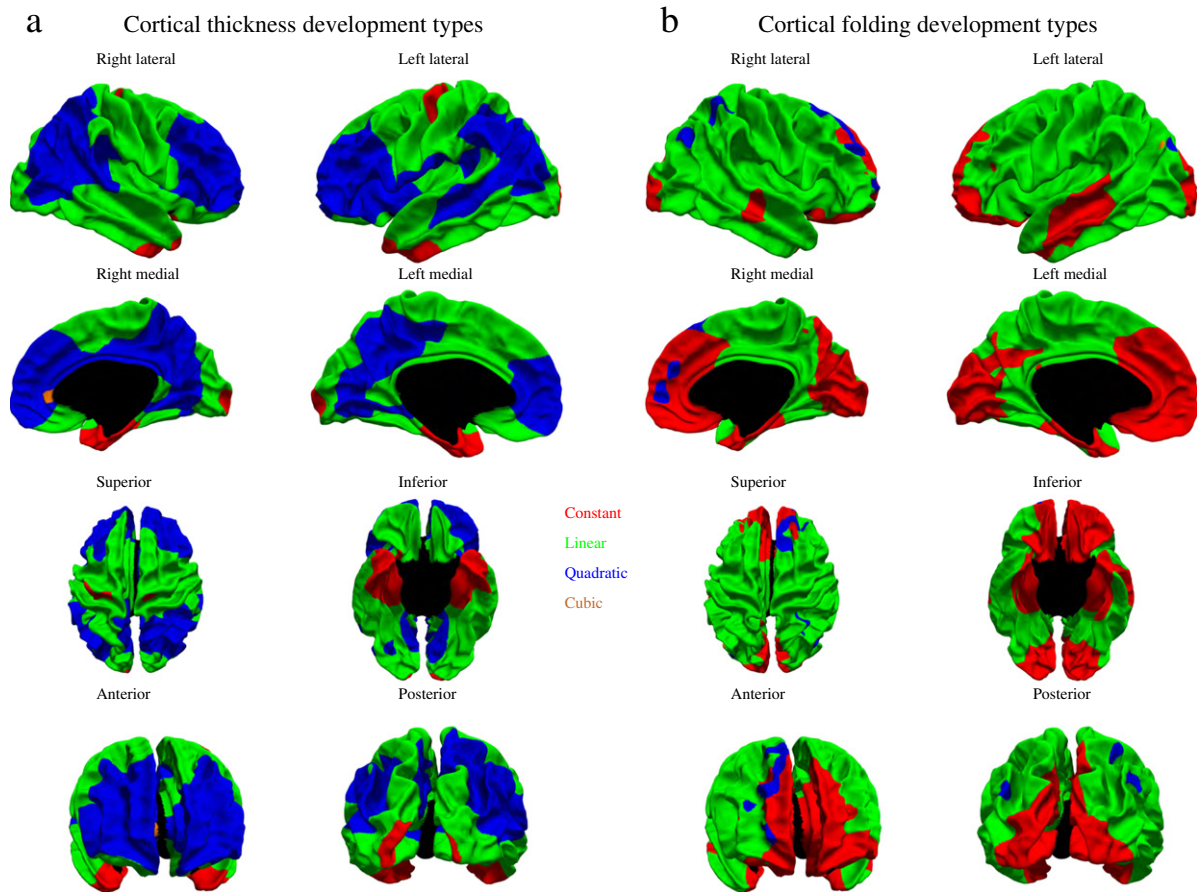 a
Cortical thickness development types
Right lateral
Left lateral
Right medial
Left medial
Superior
Inferior
Anterior
Posterior
Constant
Linear
Quadratic
Cubic
b
Cortical folding development types
Right lateral
Left lateral
Right medial
Left medial
Superior
Inferior
Anterior
Posterior